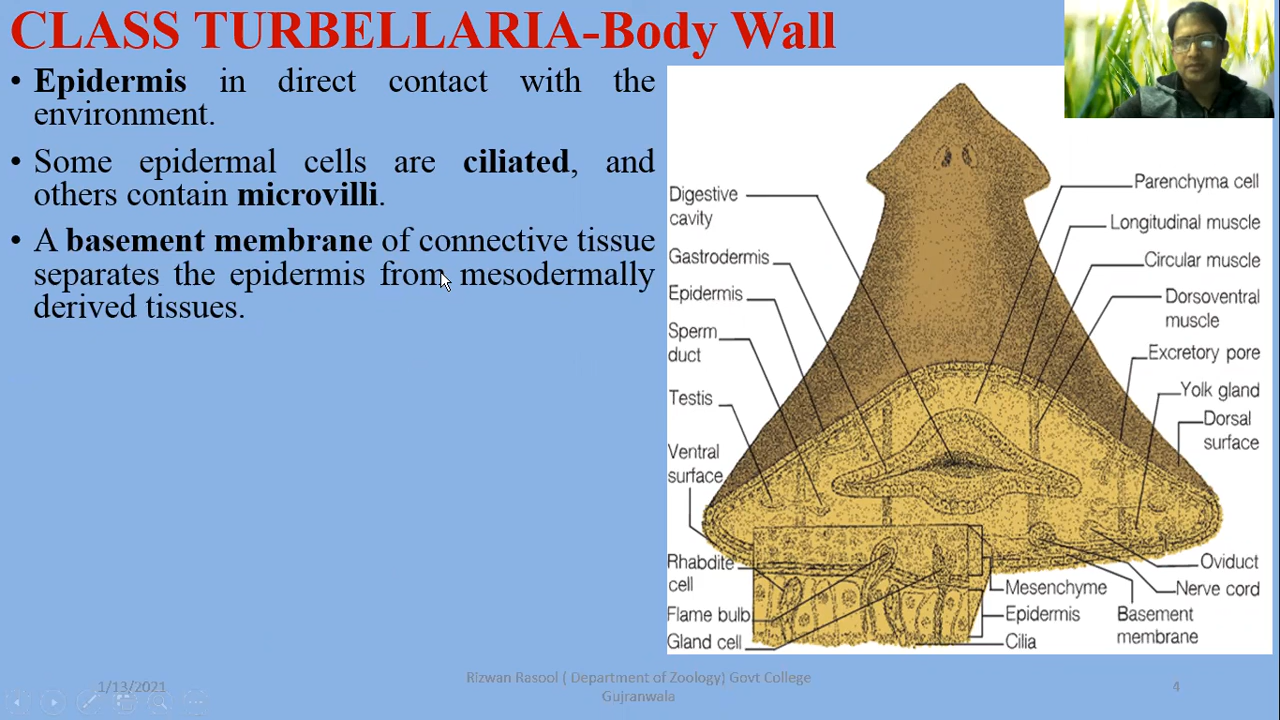 CLASS TURBELLARIA-Body Wall
• Epidermis in direct contact with the
environment.
• Some epidermal cells are ciliated, and
others contain microvilli.
• A basement membrane of connective tissue
separates the epidermis from mesodermally
derived tissues.
Digestive
cavity
Gastrodermis
Epidermis
Sperm
duct
Testis
Ventral
surface
Rhabdite
cell
Flame bulb
Gland cell
Parenchyma cell
Longitudinal muscle
Circular muscle
Dorsoventral
muscle
Excretory pore
Yolk gland
Dorsal
surface
Oviduct
Nerve cord
Basement
membrane
Mesenchyme
Epidermis
Cilia
1/13/2021
Rizwan Rasool ( Department of Zoology) Govt College
Gujranwala
4